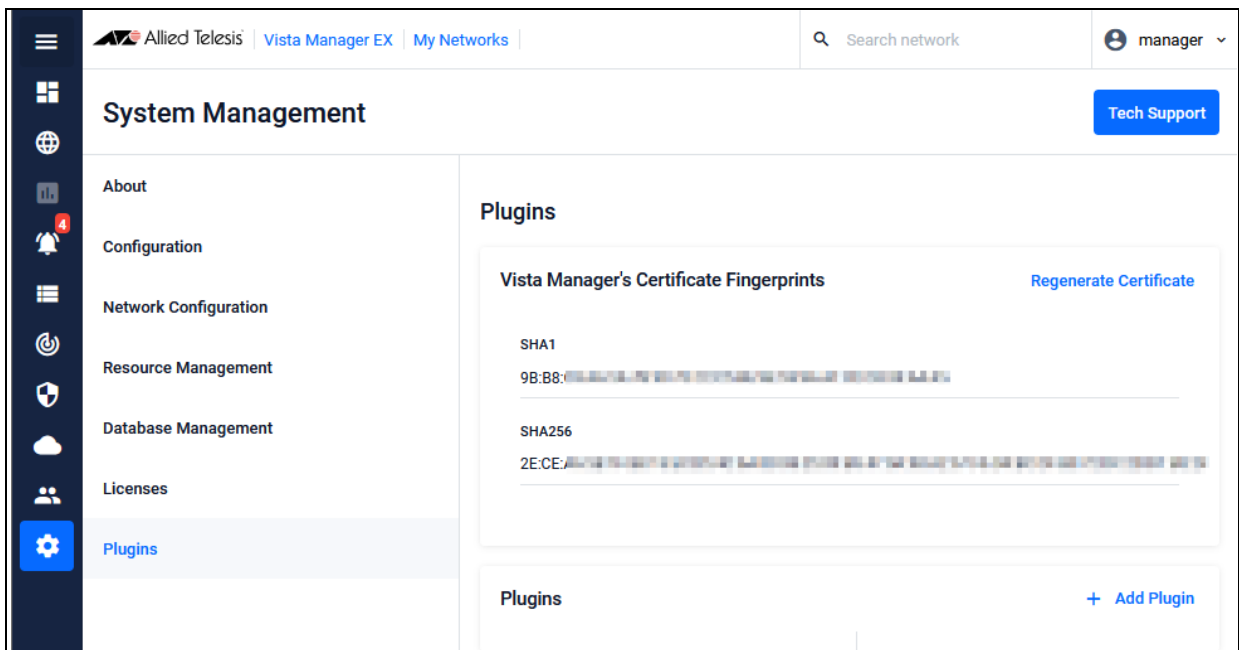 Allied Telesis Vista Manager EX My Networks Search network manager
System Management Tech Support
4
About
Configuration
Network Configuration
Resource Management
Database Management
Licenses
Plugins
Plugins
Vista Manager's Certificate Fingerprints Regenerate Certificate
SHA1
9B:B8:
SHA256
2E:CE:
Plugins + Add Plugin